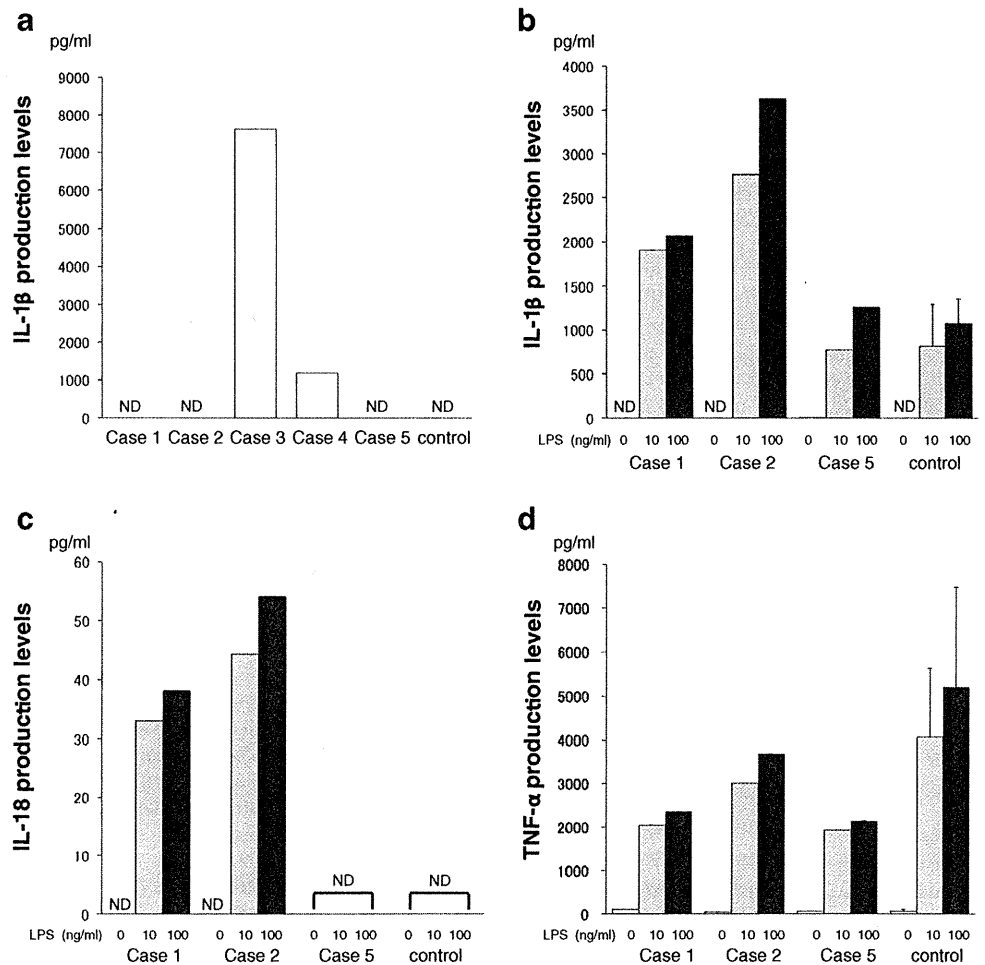 a
pg/ml
IL-1β production levels
9000
8000
7000
6000
5000
4000
3000
2000
1000
0
ND ND ND ND
Case 1 Case 2 Case 3 Case 4 Case 5 control
b
pg/ml
IL-1β production levels
4000
3500
3000
2500
2000
1500
1000
500
0
ND ND ND
LPS (ng/ml) 0 10 100 0 10 100 0 10 100 0 10 100
Case 1 Case 2 Case 5 control
c
pg/ml
IL-18 production levels
60
50
40
30
20
10
0
ND ND ND ND
LPS (ng/ml) 0 10 100 0 10 100 0 10 100 0 10 100
Case 1 Case 2 Case 5 control
d
pg/ml
TNF-α production levels
8000
7000
6000
5000
4000
3000
2000
1000
0
LPS (ng/ml) 0 10 100 0 10 100 0 10 100 0 10 100
Case 1 Case 2 Case 5 control